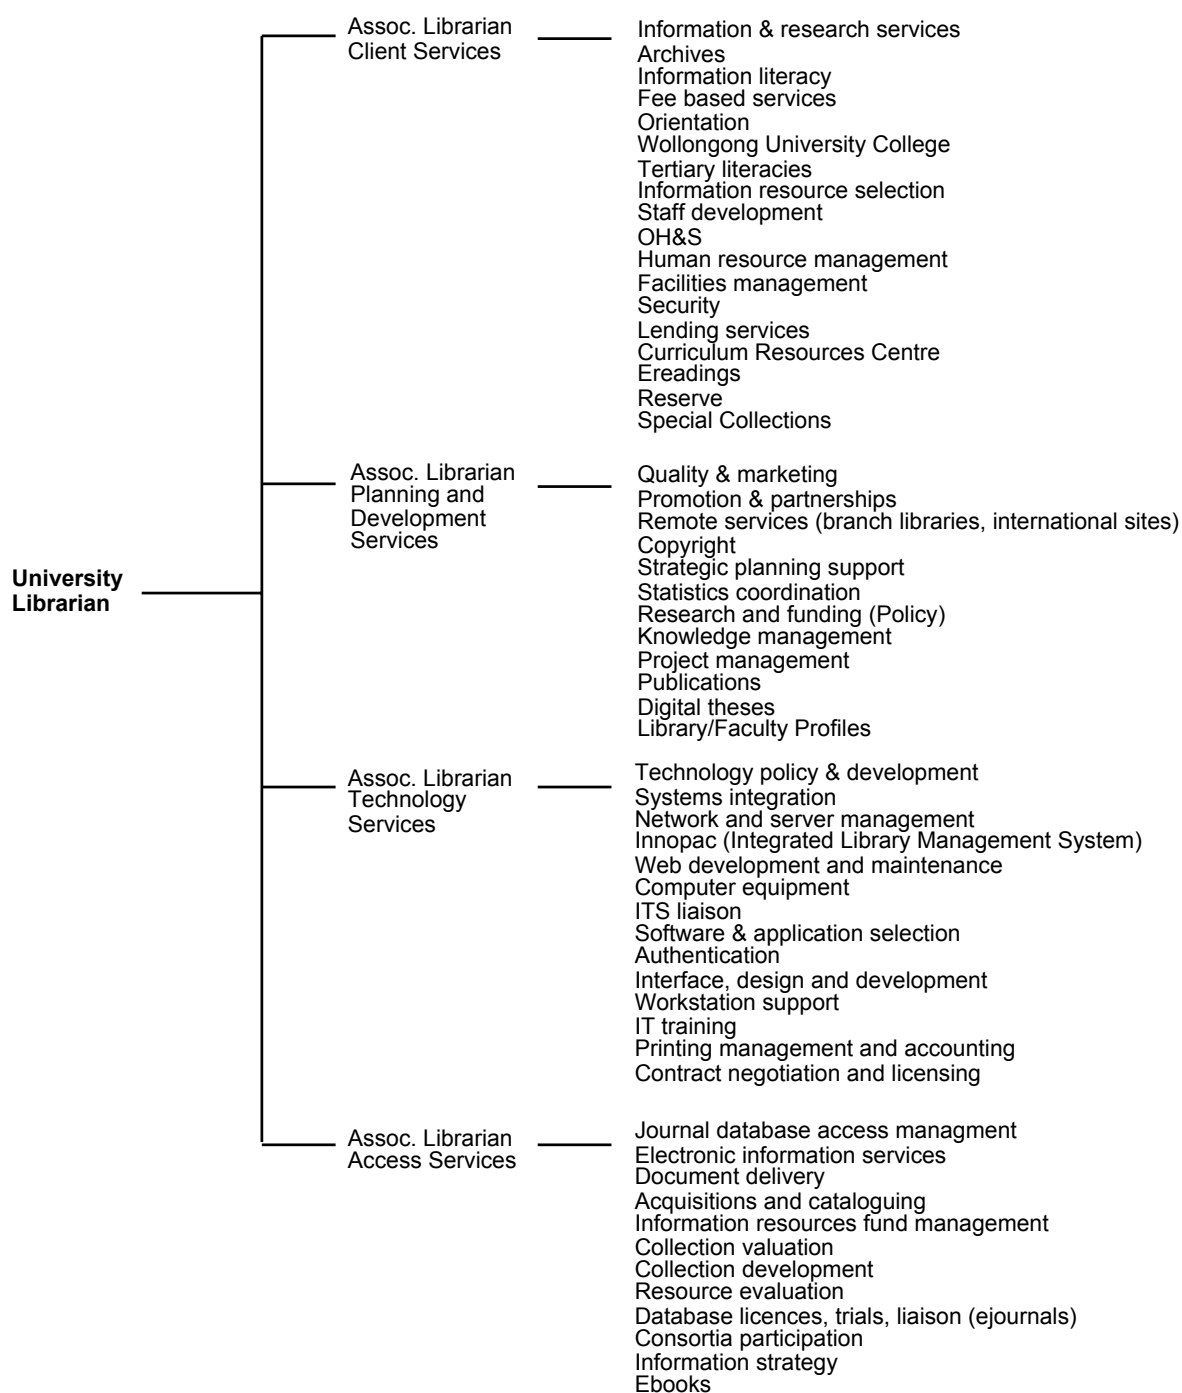 University
Librarian
Assoc. Librarian
Client Services
Information & research services
Archives
Information literacy
Fee based services
Orientation
Wollongong University College
Tertiary literacies
Information resource selection
Staff development
OH&S
Human resource management
Facilities management
Security
Lending services
Curriculum Resources Centre
Ereadings
Reserve
Special Collections
Assoc. Librarian
Planning and
Development
Services
Quality & marketing
Promotion & partnerships
Remote services (branch libraries, international sites)
Copyright
Strategic planning support
Statistics coordination
Research and funding (Policy)
Knowledge management
Project management
Publications
Digital theses
Library/Faculty Profiles
Assoc. Librarian
Technology
Services
Technology policy & development
Systems integration
Network and server management
Innopac (Integrated Library Management System)
Web development and maintenance
Computer equipment
ITS liaison
Software & application selection
Authentication
Interface, design and development
Workstation support
IT training
Printing management and accounting
Contract negotiation and licensing
Assoc. Librarian
Access Services
Journal database access managment
Electronic information services
Document delivery
Acquisitions and cataloguing
Information resources fund management
Collection valuation
Collection development
Resource evaluation
Database licences, trials, liaison (ejournals)
Consortia participation
Information strategy
Ebooks